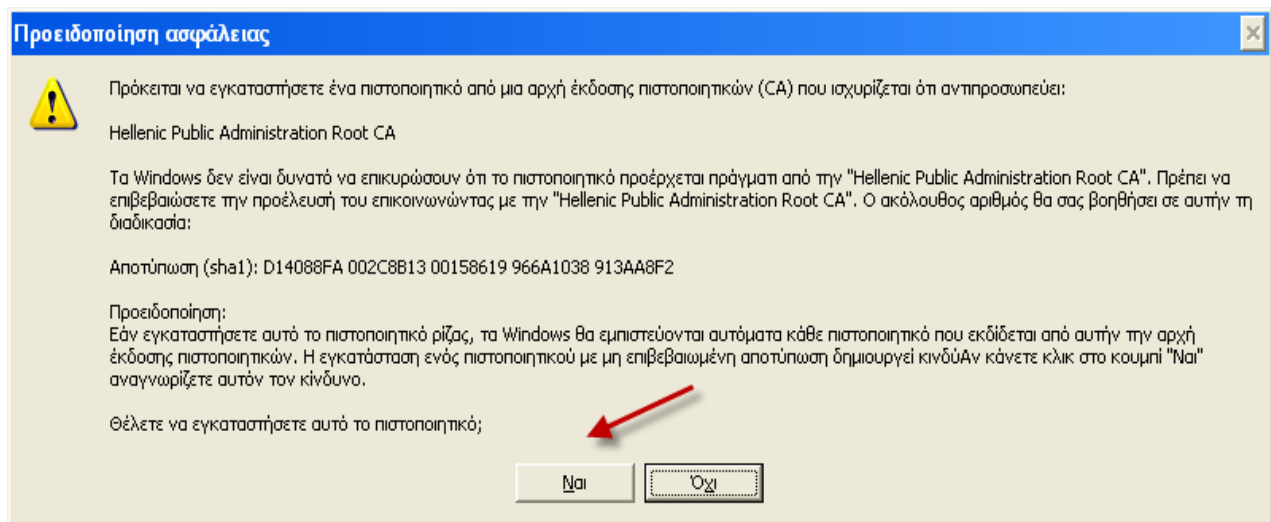 Προειδοποίηση ασφάλειας
Πρόκειται να εγκαταστήσετε ένα πιστοποιητικό από μια αρχή έκδοσης πιστοποιητικών (CA) που ισχυρίζεται ότι αντιπροσωπεύει:
Hellenic Public Administration Root CA
Τα Windows δεν είναι δυνατό να επικυρώσουν ότι το πιστοποιητικό προέρχεται πράγματι από την "Hellenic Public Administration Root CA". Πρέπει να
επιβεβαιώσετε την προέλευσή του επικοινωνώντας με την "Hellenic Public Administration Root CA". Ο ακόλουθος αριθμός θα σας βοηθήσει σε αυτήν τη
διαδικασία:
Αποτύπωση (sha1): D14088FA 002C8B13 00158619 966A1038 913AA8F2
Προειδοποίηση:
Εάν εγκαταστήσετε αυτό το πιστοποιητικό ρίζας, τα Windows θα εμπιστεύονται αυτόματα κάθε πιστοποιητικό που εκδίδεται από αυτήν την αρχή
έκδοσης πιστοποιητικών. Η εγκατάσταση ενός πιστοποιητικού με μη επιβεβαιωμένη αποτύπωση δημιουργεί κινδύΑν κάνετε κλικ στο κουμπί "Ναι"
αναγνωρίζετε αυτόν τον κίνδυνο.
Θέλετε να εγκαταστήσετε αυτό το πιστοποιητικό;
Ναι
Όχι